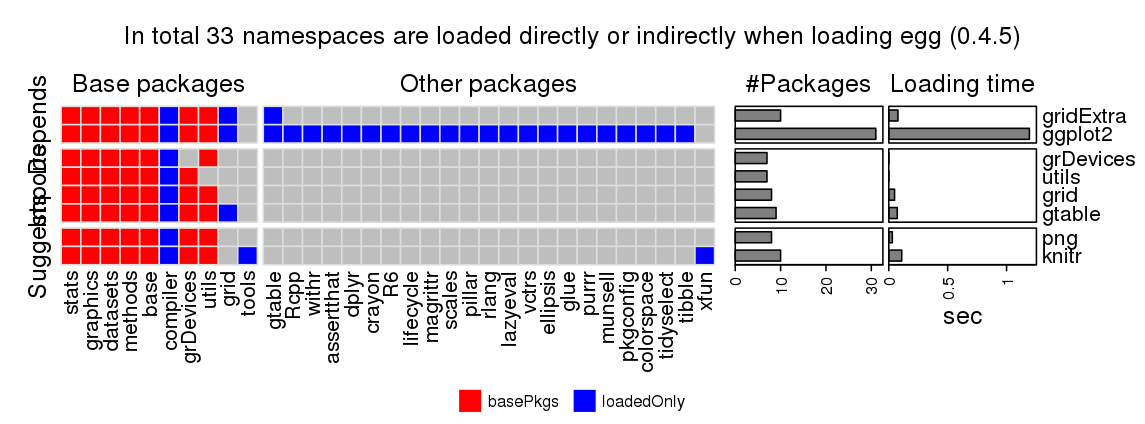 In total 33 namespaces are loaded directly or indirectly when loading egg (0.4.5)
Base packages
Other packages
#Packages
Loading time
Depends
Imports
Suggests
gridExtra
ggplot2
grDevices
utils
grid
gtable
png
knitr
stats
graphics
datasets
methods
base
compiler
grDevices
utils
grid
tools
gtable
Rcpp
withr
assertthat
dplyr
crayon
R6
lifecycle
magrittr
scales
pillar
rlang
lazyeval
vctrs
ellipsis
glue
purrr
munsell
pkgconfig
colorspace
tidyselect
tibble
xfun
0
10
20
30
0
0.5
1
sec
basePkgs
loadedOnly